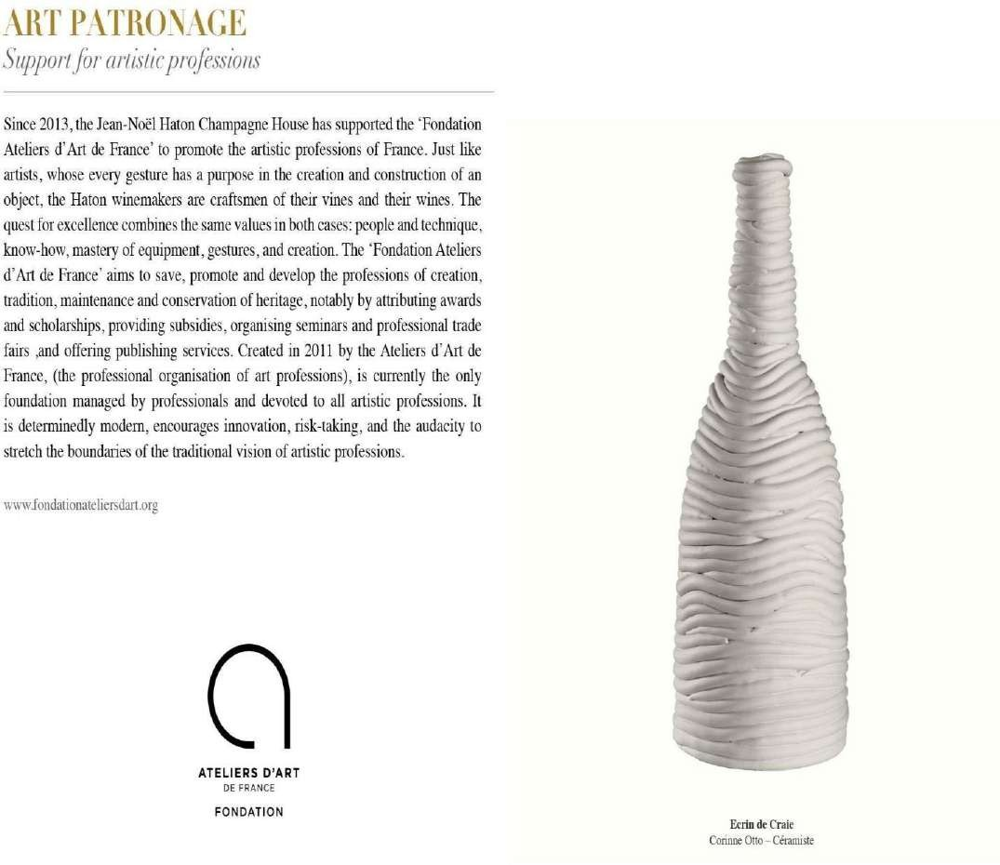 ART PATRONAGE
Support for artistic professions
Since 2013, the Jean-Noël Haton Champagne House has supported the ‘Fondation
Ateliers d’Art de France’ to promote the artistic professions of France. Just like
artists, whose every gesture has a purpose in the creation and construction of an
object, the Haton winemakers are craftsmen of their vines and their wines. The
quest for excellence combines the same values in both cases: people and technique,
know-how, mastery of equipment, gestures, and creation. The ‘Fondation Ateliers
d’Art de France’ aims to save, promote and develop the professions of creation,
tradition, maintenance and conservation of heritage, notably by attributing awards
and scholarships, providing subsidies, organising seminars and professional trade
fairs ,and offering publishing services. Created in 2011 by the Ateliers d’Art de
France, (the professional organisation of art professions), is currently the only
foundation managed by professionals and devoted to all artistic professions. It
is determinedly modern, encourages innovation, risk-taking, and the audacity to
stretch the boundaries of the traditional vision of artistic professions.
www.fondationateliersdart.org
ATELIERS D’ART
DE FRANCE
FONDATION
Ecrin de Craie
Corinne Otto – Céramiste